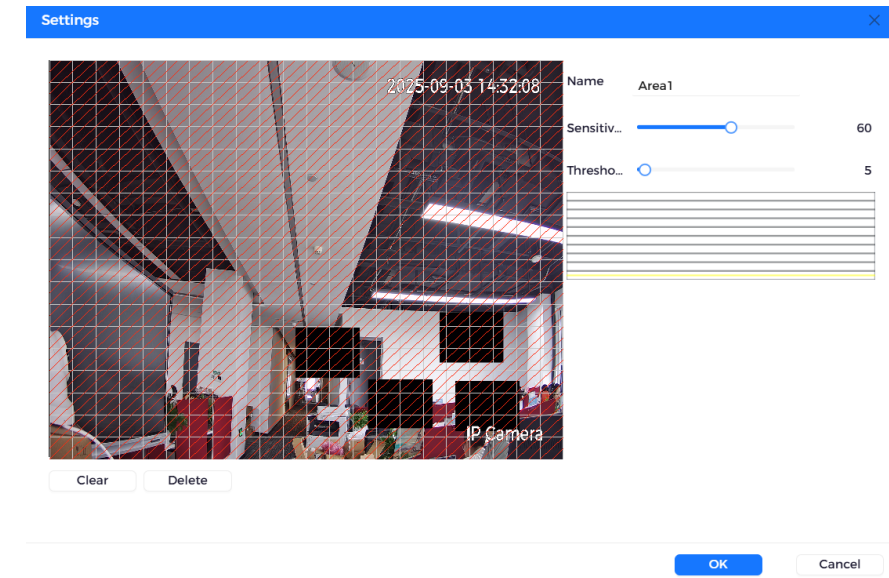 Settings
2025-09-03 14:32:08
Name
Area1
Sensitiv...
60
Thresho...
5
IP Camera
Clear
Delete
OK
Cancel